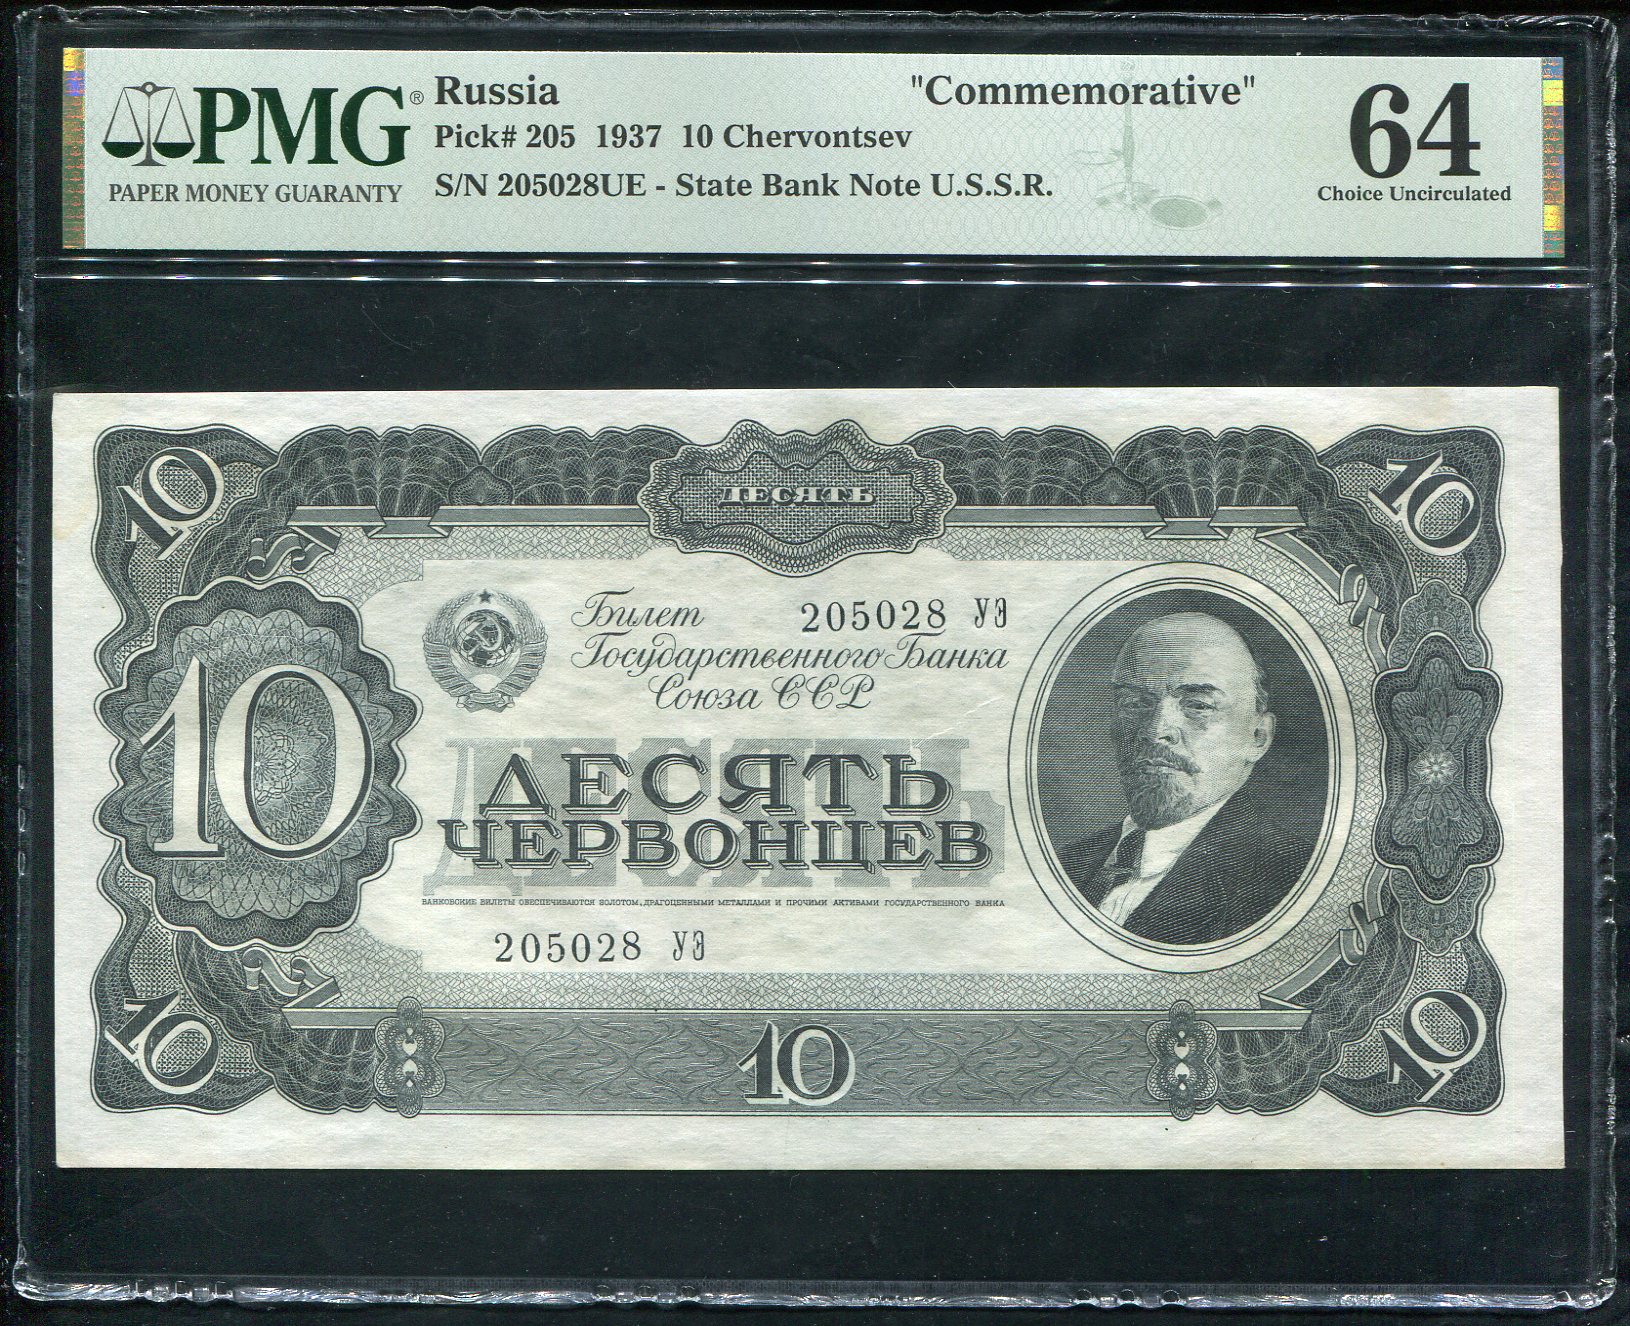 PMG® Russia "Commemorative" 64
Pick# 205 1937 10 Chervontsev
PAPER MONEY GUARANTY S/N 205028UE - State Bank Note U.S.S.R. Choice Uncirculated
10 ДЕСЯТЬ 10
Билет 205028 УЭ
Государственного Банка
Союза ССР
10 ДЕСЯТЬ
ДЕСЯТЬ
ЧЕРВОНЦЕВ
БАНКОВСКИЕ БИЛЕТЫ ОБЕСПЕЧИВАЮТСЯ ЗОЛОТОМ, ДРАГОЦЕННЫМИ МЕТАЛЛАМИ И ПРОЧИМИ АКТИВАМИ ГОСУДАРСТВЕННОГО БАНКА
205028 УЭ
10 10 10